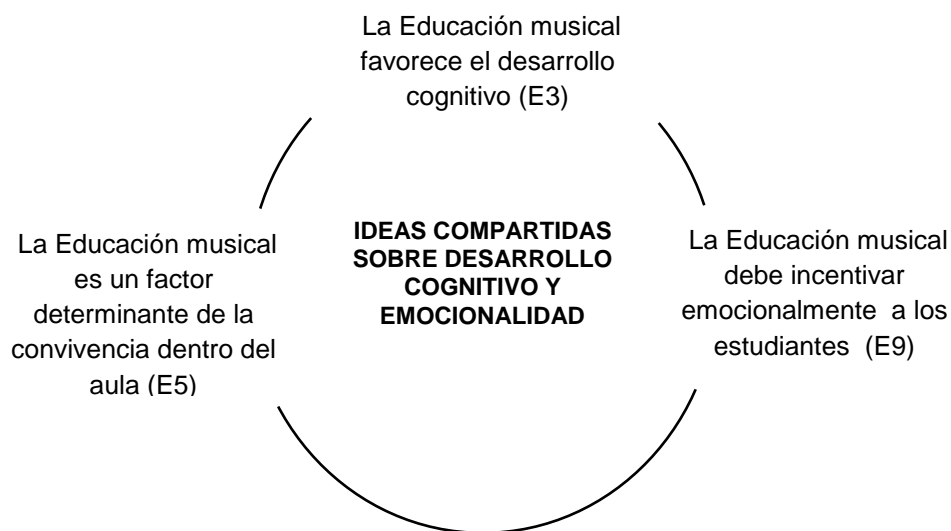 La Educación musical
favorece el desarrollo
cognitivo (E3)
La Educación musical
es un factor
determinante de la
convivencia dentro del
aula (E5)
IDEAS COMPARTIDAS
SOBRE DESARROLLO
COGNITIVO Y
EMOCIONALIDAD
La Educación musical
debe incentivar
emocionalmente a los
estudiantes (E9)